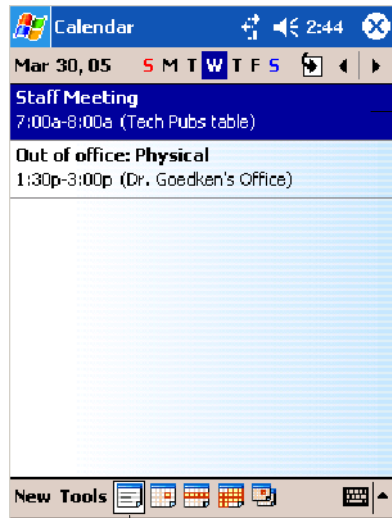 Calendar 2:44
Mar 30, 05 S M T W T F S
Staff Meeting
7:00a-8:00a (Tech Pubs table)
Out of office: Physical
1:30p-3:00p (Dr. Goedken's Office)
New Tools